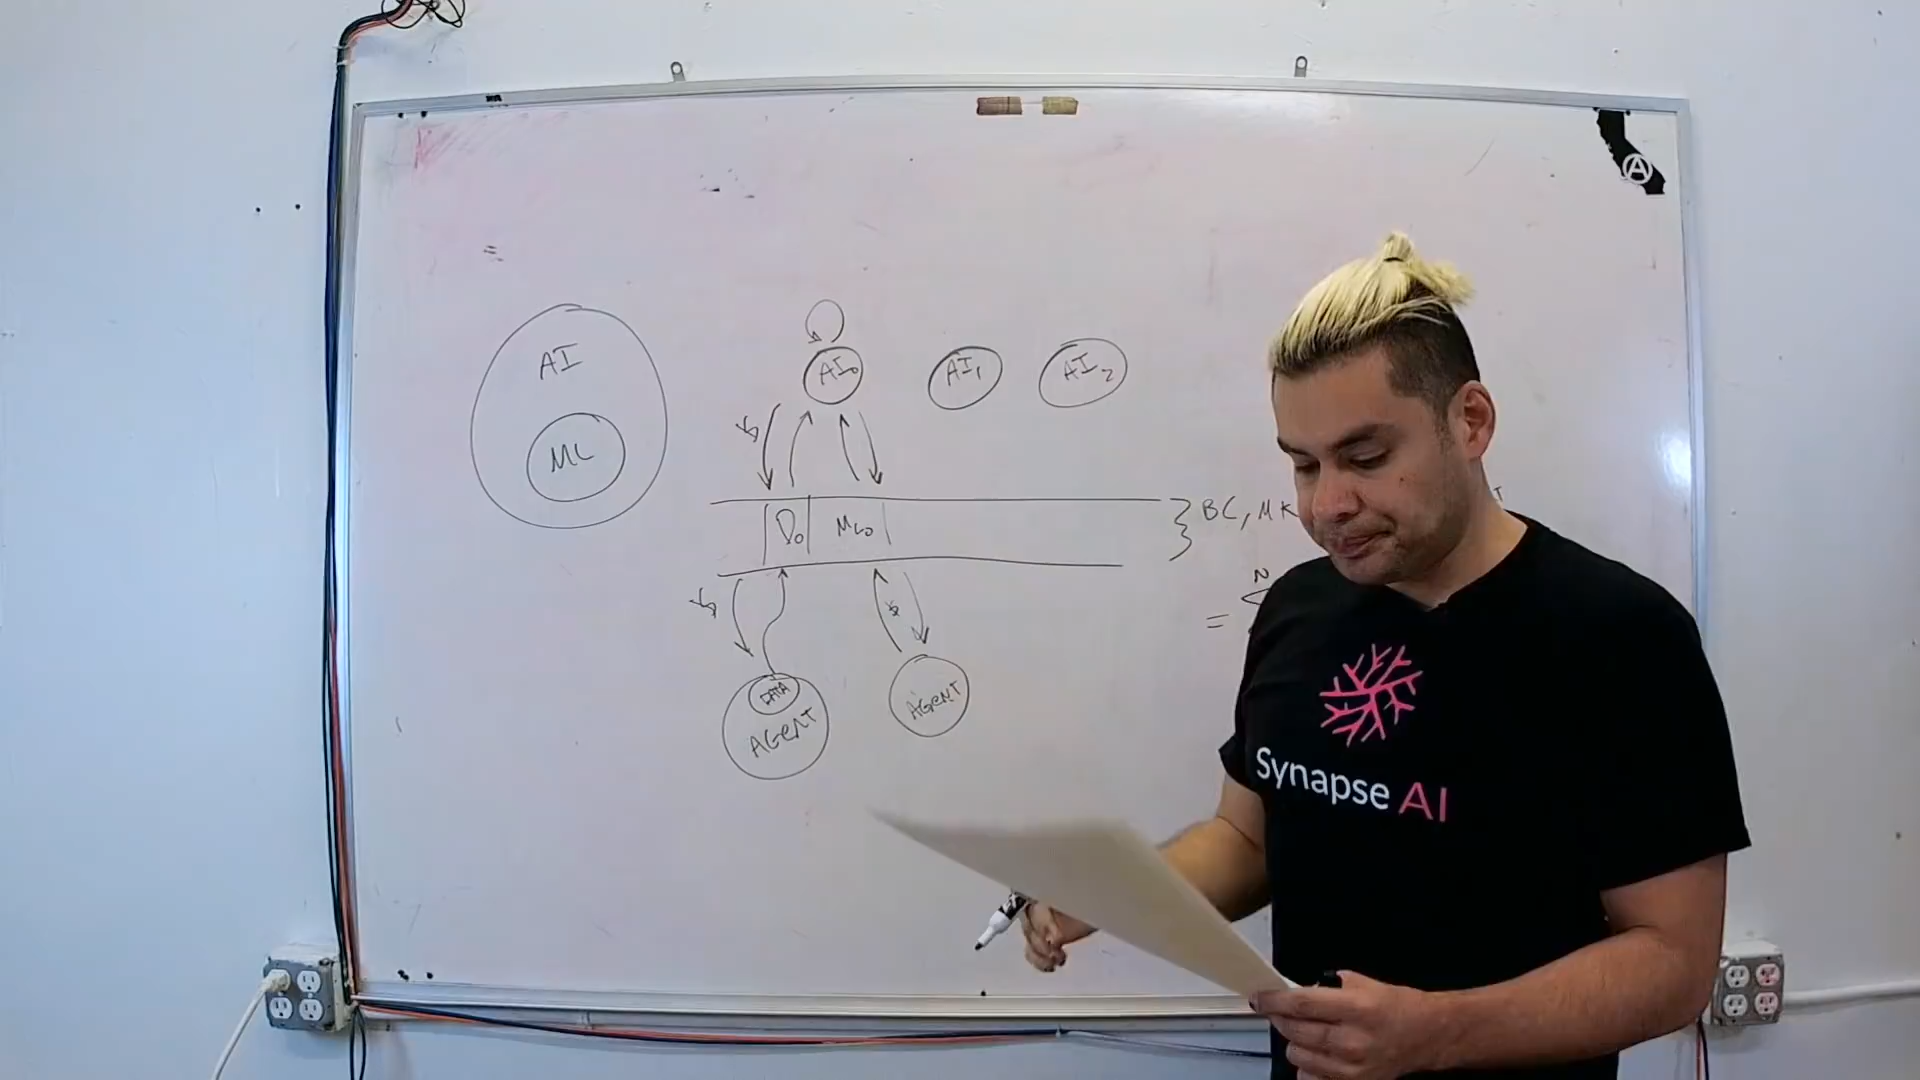 =
AI
ML
AI₀
AI₁
AI₂
$
D₀
ML₀
} BC, MK
$
$
=
N
DATA
AGENT
AGENT
Synapse AI
A